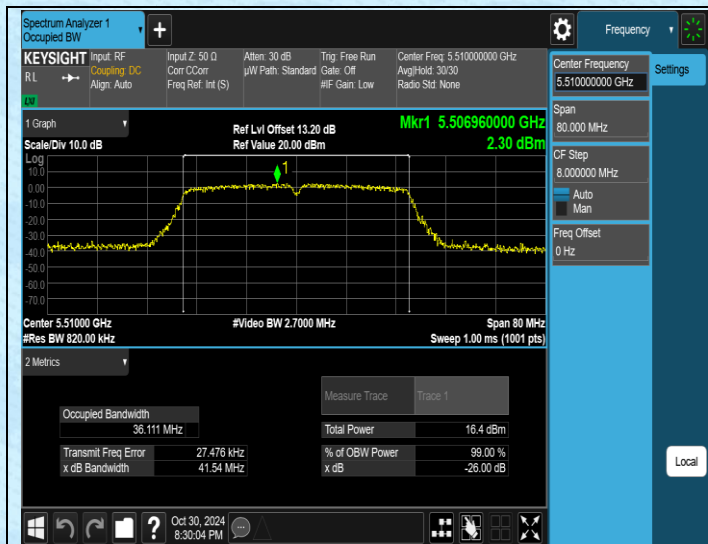 Spectrum Analyzer 1
Occupied BW
Frequency
KEYSIGHT
R L
LXI
Input: RF
Coupling: DC
Align: Auto
Input Z: 50 Ω
Corr CCorr
Freq Ref: Int (S)
Atten: 30 dB
µW Path: Standard
Trig: Free Run
Gate: Off
#IF Gain: Low
Center Freq: 5.510000000 GHz
Avg|Hold: 30/30
Radio Std: None
Center Frequency
5.510000000 GHz
Settings
Span
80.000 MHz
CF Step
8.000000 MHz
Auto
Man
Freq Offset
0 Hz
1 Graph
Scale/Div 10.0 dB
Ref Lvl Offset 13.20 dB
Ref Value 20.00 dBm
Mkr1 5.506960000 GHz
2.30 dBm
Log
10.0
0.00
-10.0
-20.0
-30.0
-40.0
-50.0
-60.0
-70.0
1
Center 5.51000 GHz
#Res BW 820.00 kHz
#Video BW 2.7000 MHz
Span 80 MHz
Sweep 1.00 ms (1001 pts)
2 Metrics
Measure Trace Trace 1
Occupied Bandwidth
36.111 MHz
Total Power 16.4 dBm
Transmit Freq Error 27.476 kHz
% of OBW Power 99.00 %
x dB Bandwidth 41.54 MHz
x dB -26.00 dB
Local
Oct 30, 2024
8:30:04 PM